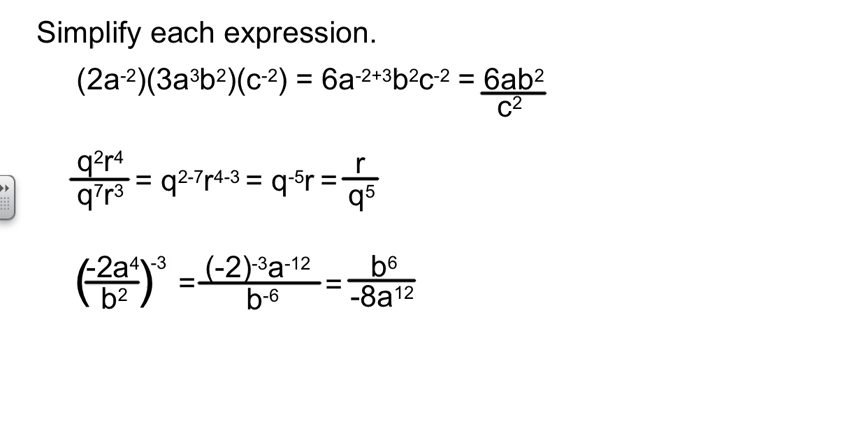 Simplify each expression.
(2a⁻²)(3a³b²)(c⁻²) = 6a⁻²⁺³b²c⁻² = 6ab²/c²
q²r⁴/q⁷r³ = q²⁻⁷r⁴⁻³ = q⁻⁵r = r/q⁵
(-2a⁴/b²)⁻³ = (-2)⁻³a⁻¹²/b⁻⁶ = b⁶/-8a¹²